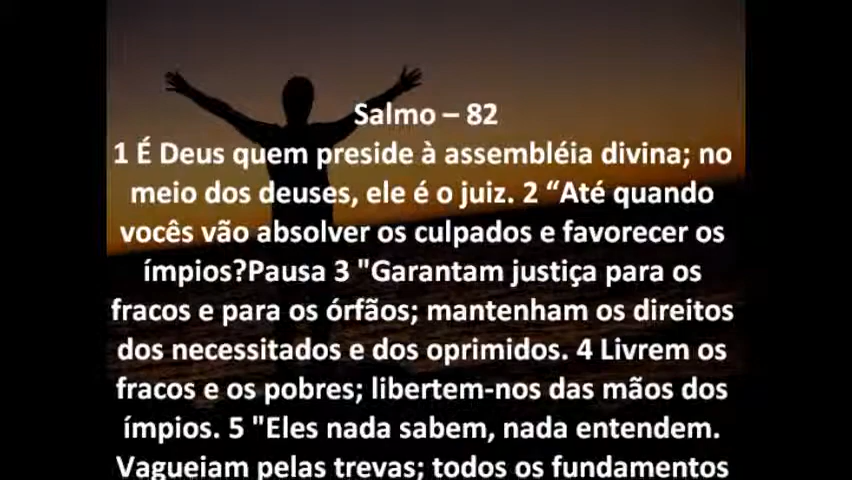 Salmo – 82
1 É Deus quem preside à assembléia divina; no
meio dos deuses, ele é o juiz. 2 “Até quando
vocês vão absolver os culpados e favorecer os
ímpios?Pausa 3 "Garantam justiça para os
fracos e para os órfãos; mantenham os direitos
dos necessitados e dos oprimidos. 4 Livrem os
fracos e os pobres; libertem-nos das mãos dos
ímpios. 5 "Eles nada sabem, nada entendem.
Vagueiam pelas trevas; todos os fundamentos